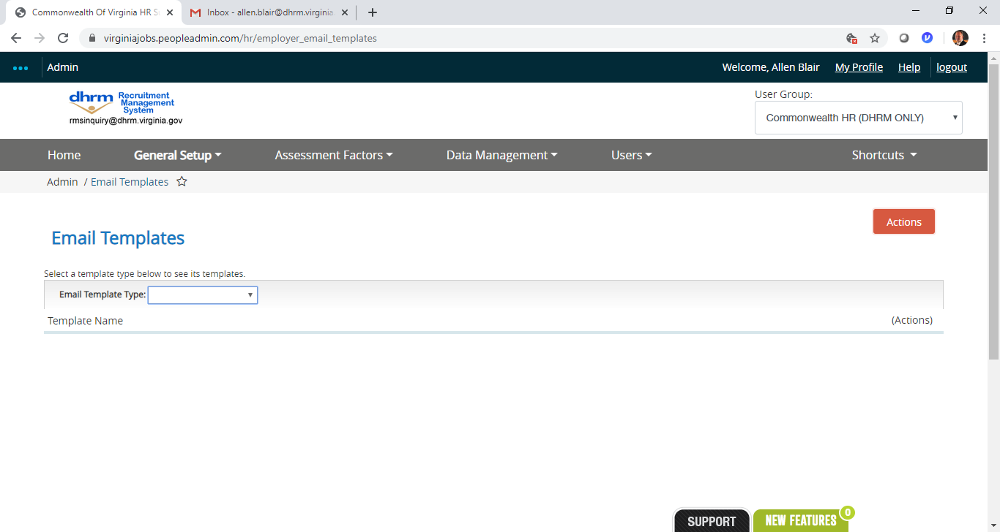 Commonwealth Of Virginia HR S
Inbox - allen.blair@dhrm.virginia.
virginiajobs.peopleadmin.com/hr/employer_email_templates
Admin
Welcome, Allen Blair My Profile Help logout
dhrm Recruitment
Management
System
rmsinquiry@dhrm.virginia.gov
User Group:
Commonwealth HR (DHRM ONLY)
Home General Setup Assessment Factors Data Management Users Shortcuts
Admin / Email Templates
Actions
Email Templates
Select a template type below to see its templates.
Email Template Type:
Template Name (Actions)
SUPPORT
NEW FEATURES 0